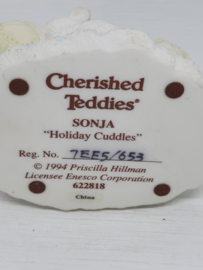 Cherished
Teddies®
SONJA
"Holiday Cuddles"
Reg. No. 7EE5/653
© 1994 Priscilla Hillman
Licensee Enesco Corporation
622818
China